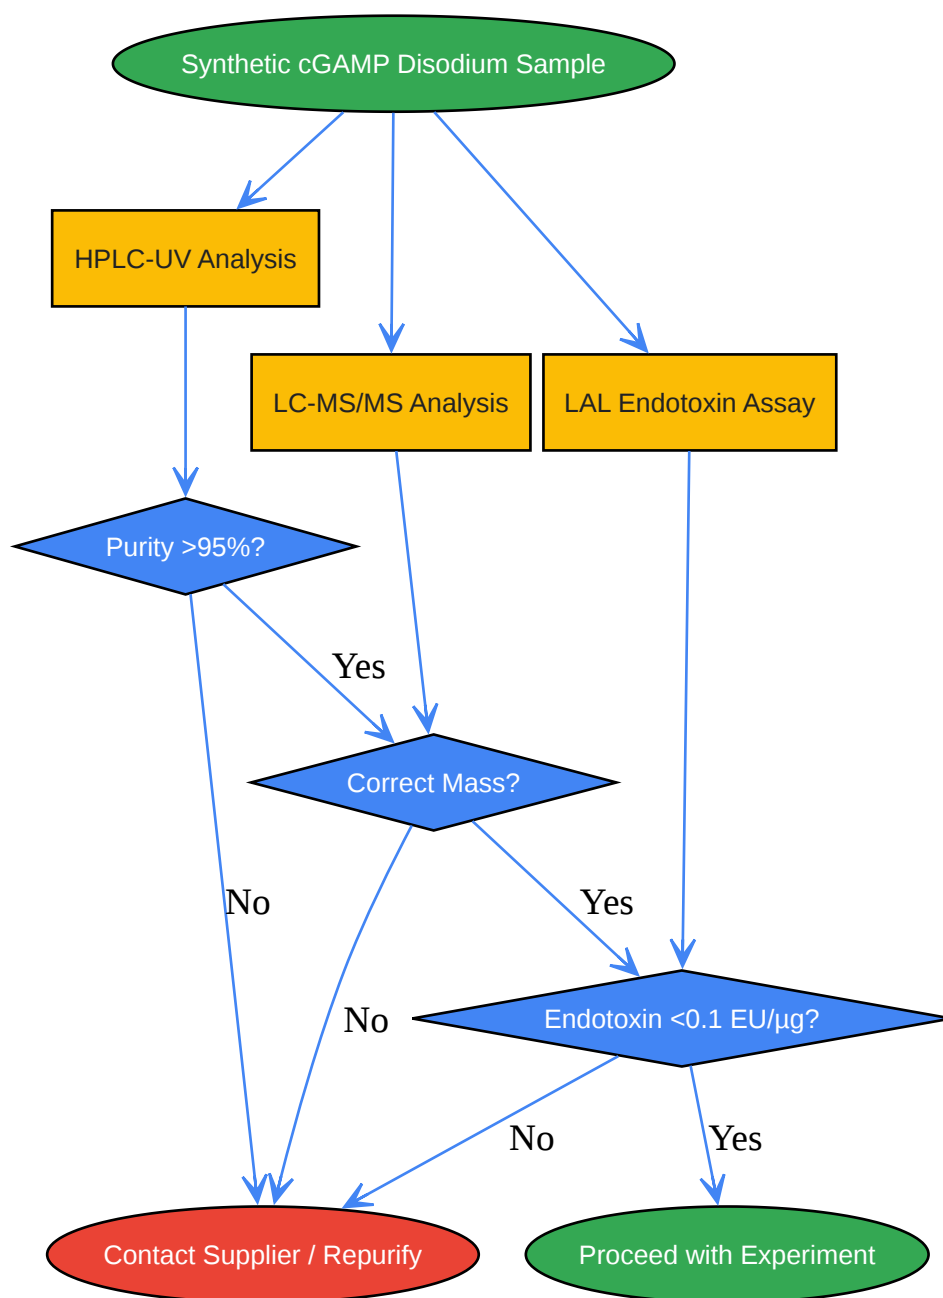 Synthetic cGAMP Disodium Sample
HPLC-UV Analysis
LC-MS/MS Analysis
LAL Endotoxin Assay
Purity >95%?
Yes
Correct Mass?
No
Yes
No
Endotoxin <0.1 EU/µg?
No
Yes
Contact Supplier / Repurify
Proceed with Experiment